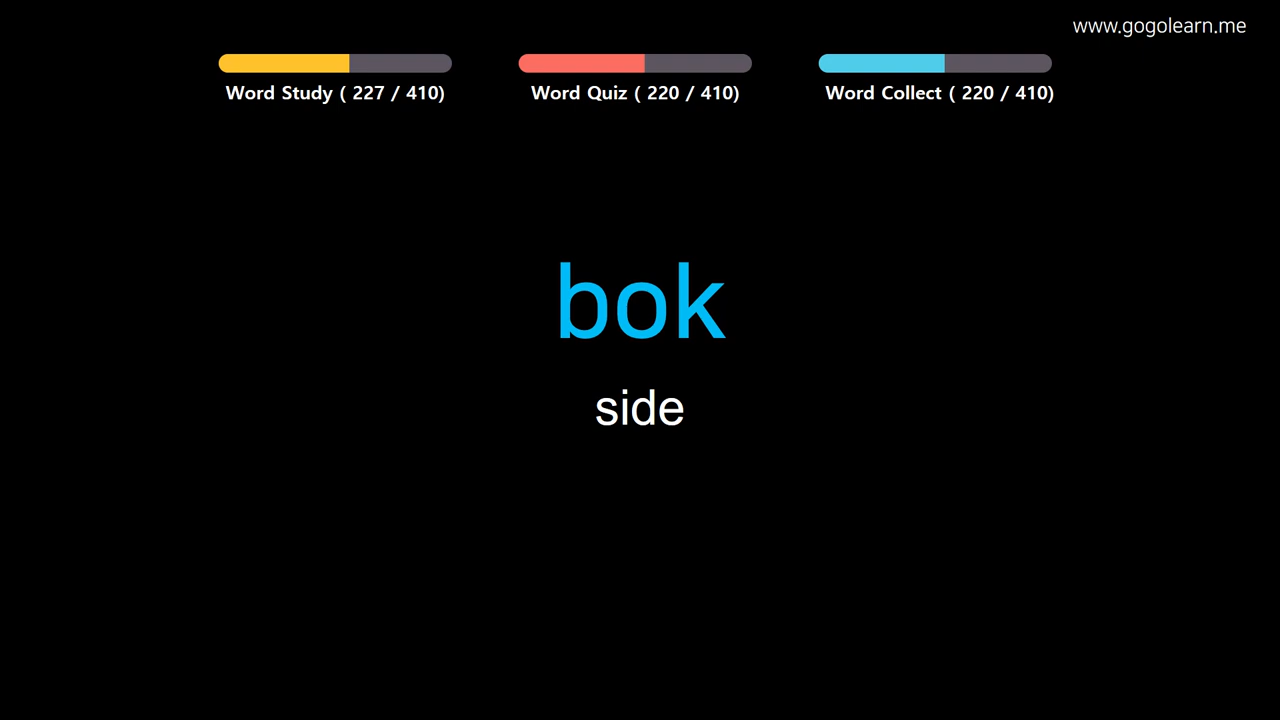 www.gogolearn.me
Word Study ( 227 / 410)
Word Quiz ( 220 / 410)
Word Collect ( 220 / 410)
bok
side